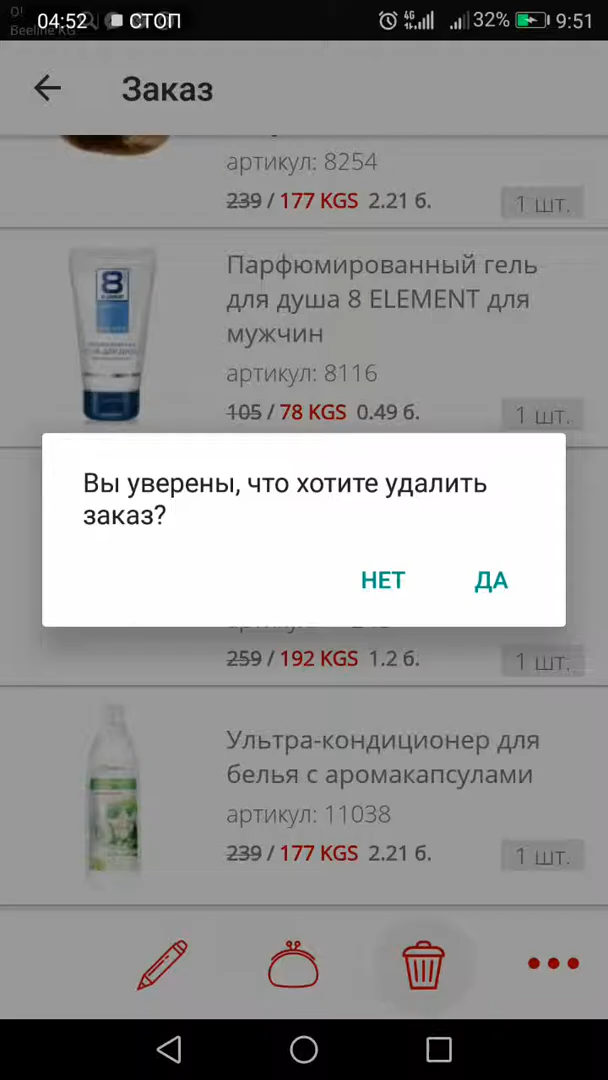 04:52 СТОП 4G 32% 9:51
Beeline KG
Заказ
артикул: 8254
239 / 177 KGS 2.21 б.
1 шт.
8
ELEMENT
Парфюмированный гель
для душа 8 ELEMENT для
мужчин
артикул: 8116
105 / 78 KGS 0.49 б.
1 шт.
Вы уверены, что хотите удалить
заказ?
НЕТ ДА
259 / 192 KGS 1.2 б.
1 шт.
Ультра-кондиционер для
белья с аромакапсулами
артикул: 11038
239 / 177 KGS 2.21 б.
1 шт.